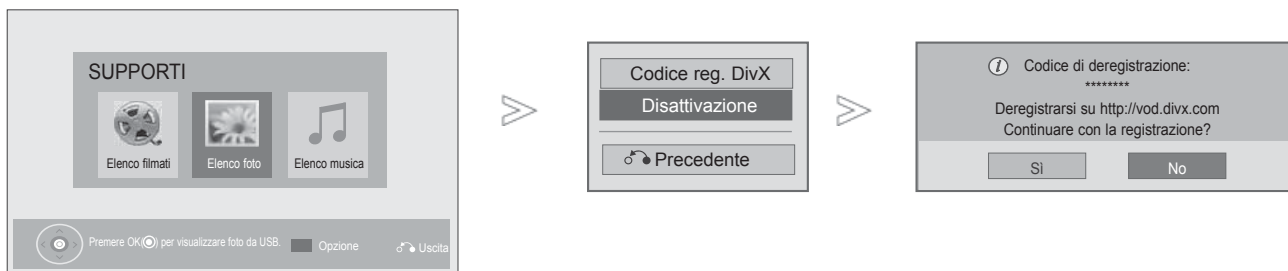 SUPPORTI
Elenco filmati
Elenco foto
Elenco musica
Premere OK(◉) per visualizzare foto da USB.
Opzione
Uscita
Codice reg. DivX
Disattivazione
Precedente
Codice di deregistrazione:
********
Deregistrarsi su http://vod.divx.com
Continuare con la registrazione?
Sì
No